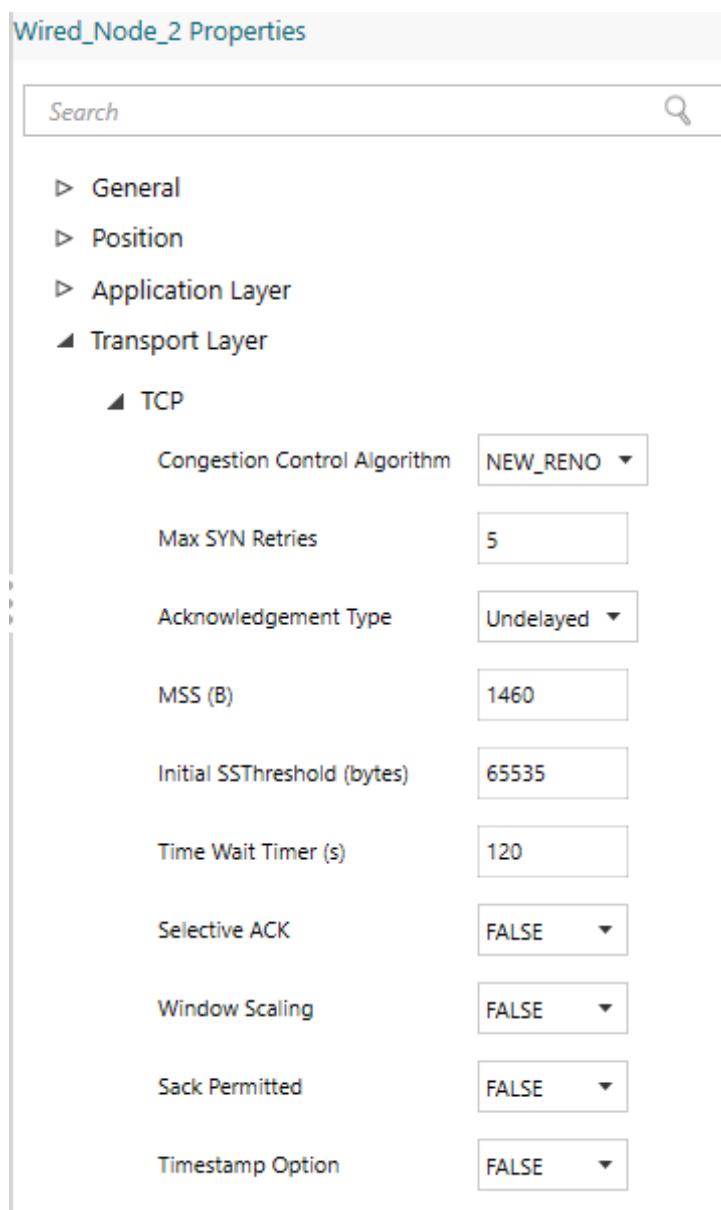 Wired_Node_2 Properties
Search
General
Position
Application Layer
Transport Layer
TCP
Congestion Control Algorithm NEW_RENO
Max SYN Retries 5
Acknowledgement Type Undelayed
MSS (B) 1460
Initial SSThreshold (bytes) 65535
Time Wait Timer (s) 120
Selective ACK FALSE
Window Scaling FALSE
Sack Permitted FALSE
Timestamp Option FALSE